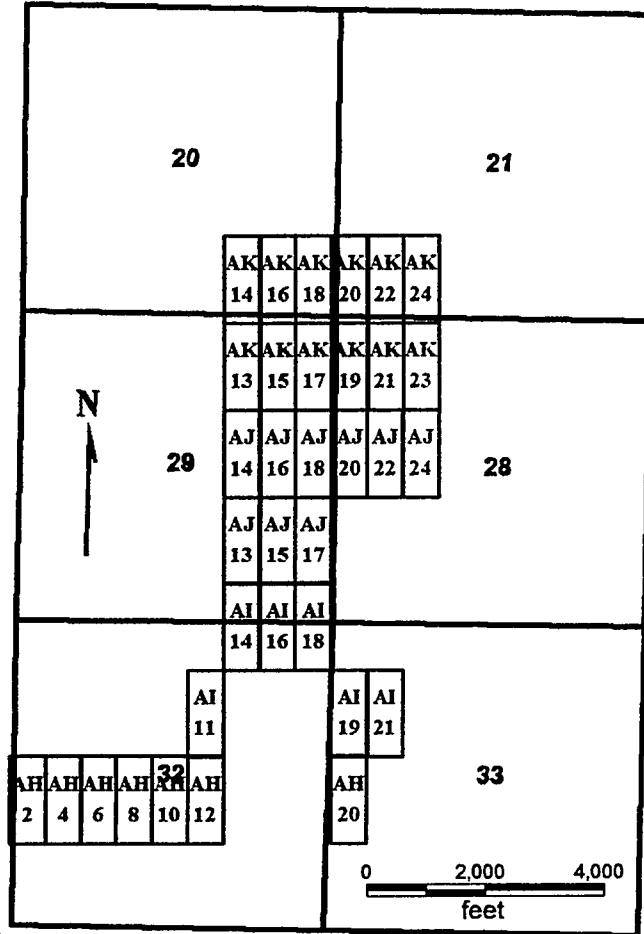 20 21
AK AK AK AK AK AK
14 16 18 20 22 24
AK AK AK AK AK AK
13 15 17 19 21 23
N
AJ AJ AJ AJ AJ AJ
29 28
14 16 18 20 22 24
AJ AJ AJ
13 15 17
AI AI AI
14 16 18
AI AI AI
11 19 21
32 33
AH AH AH AH AH AH AH
2 4 6 8 10 12 20
0 2,000 4,000
feet